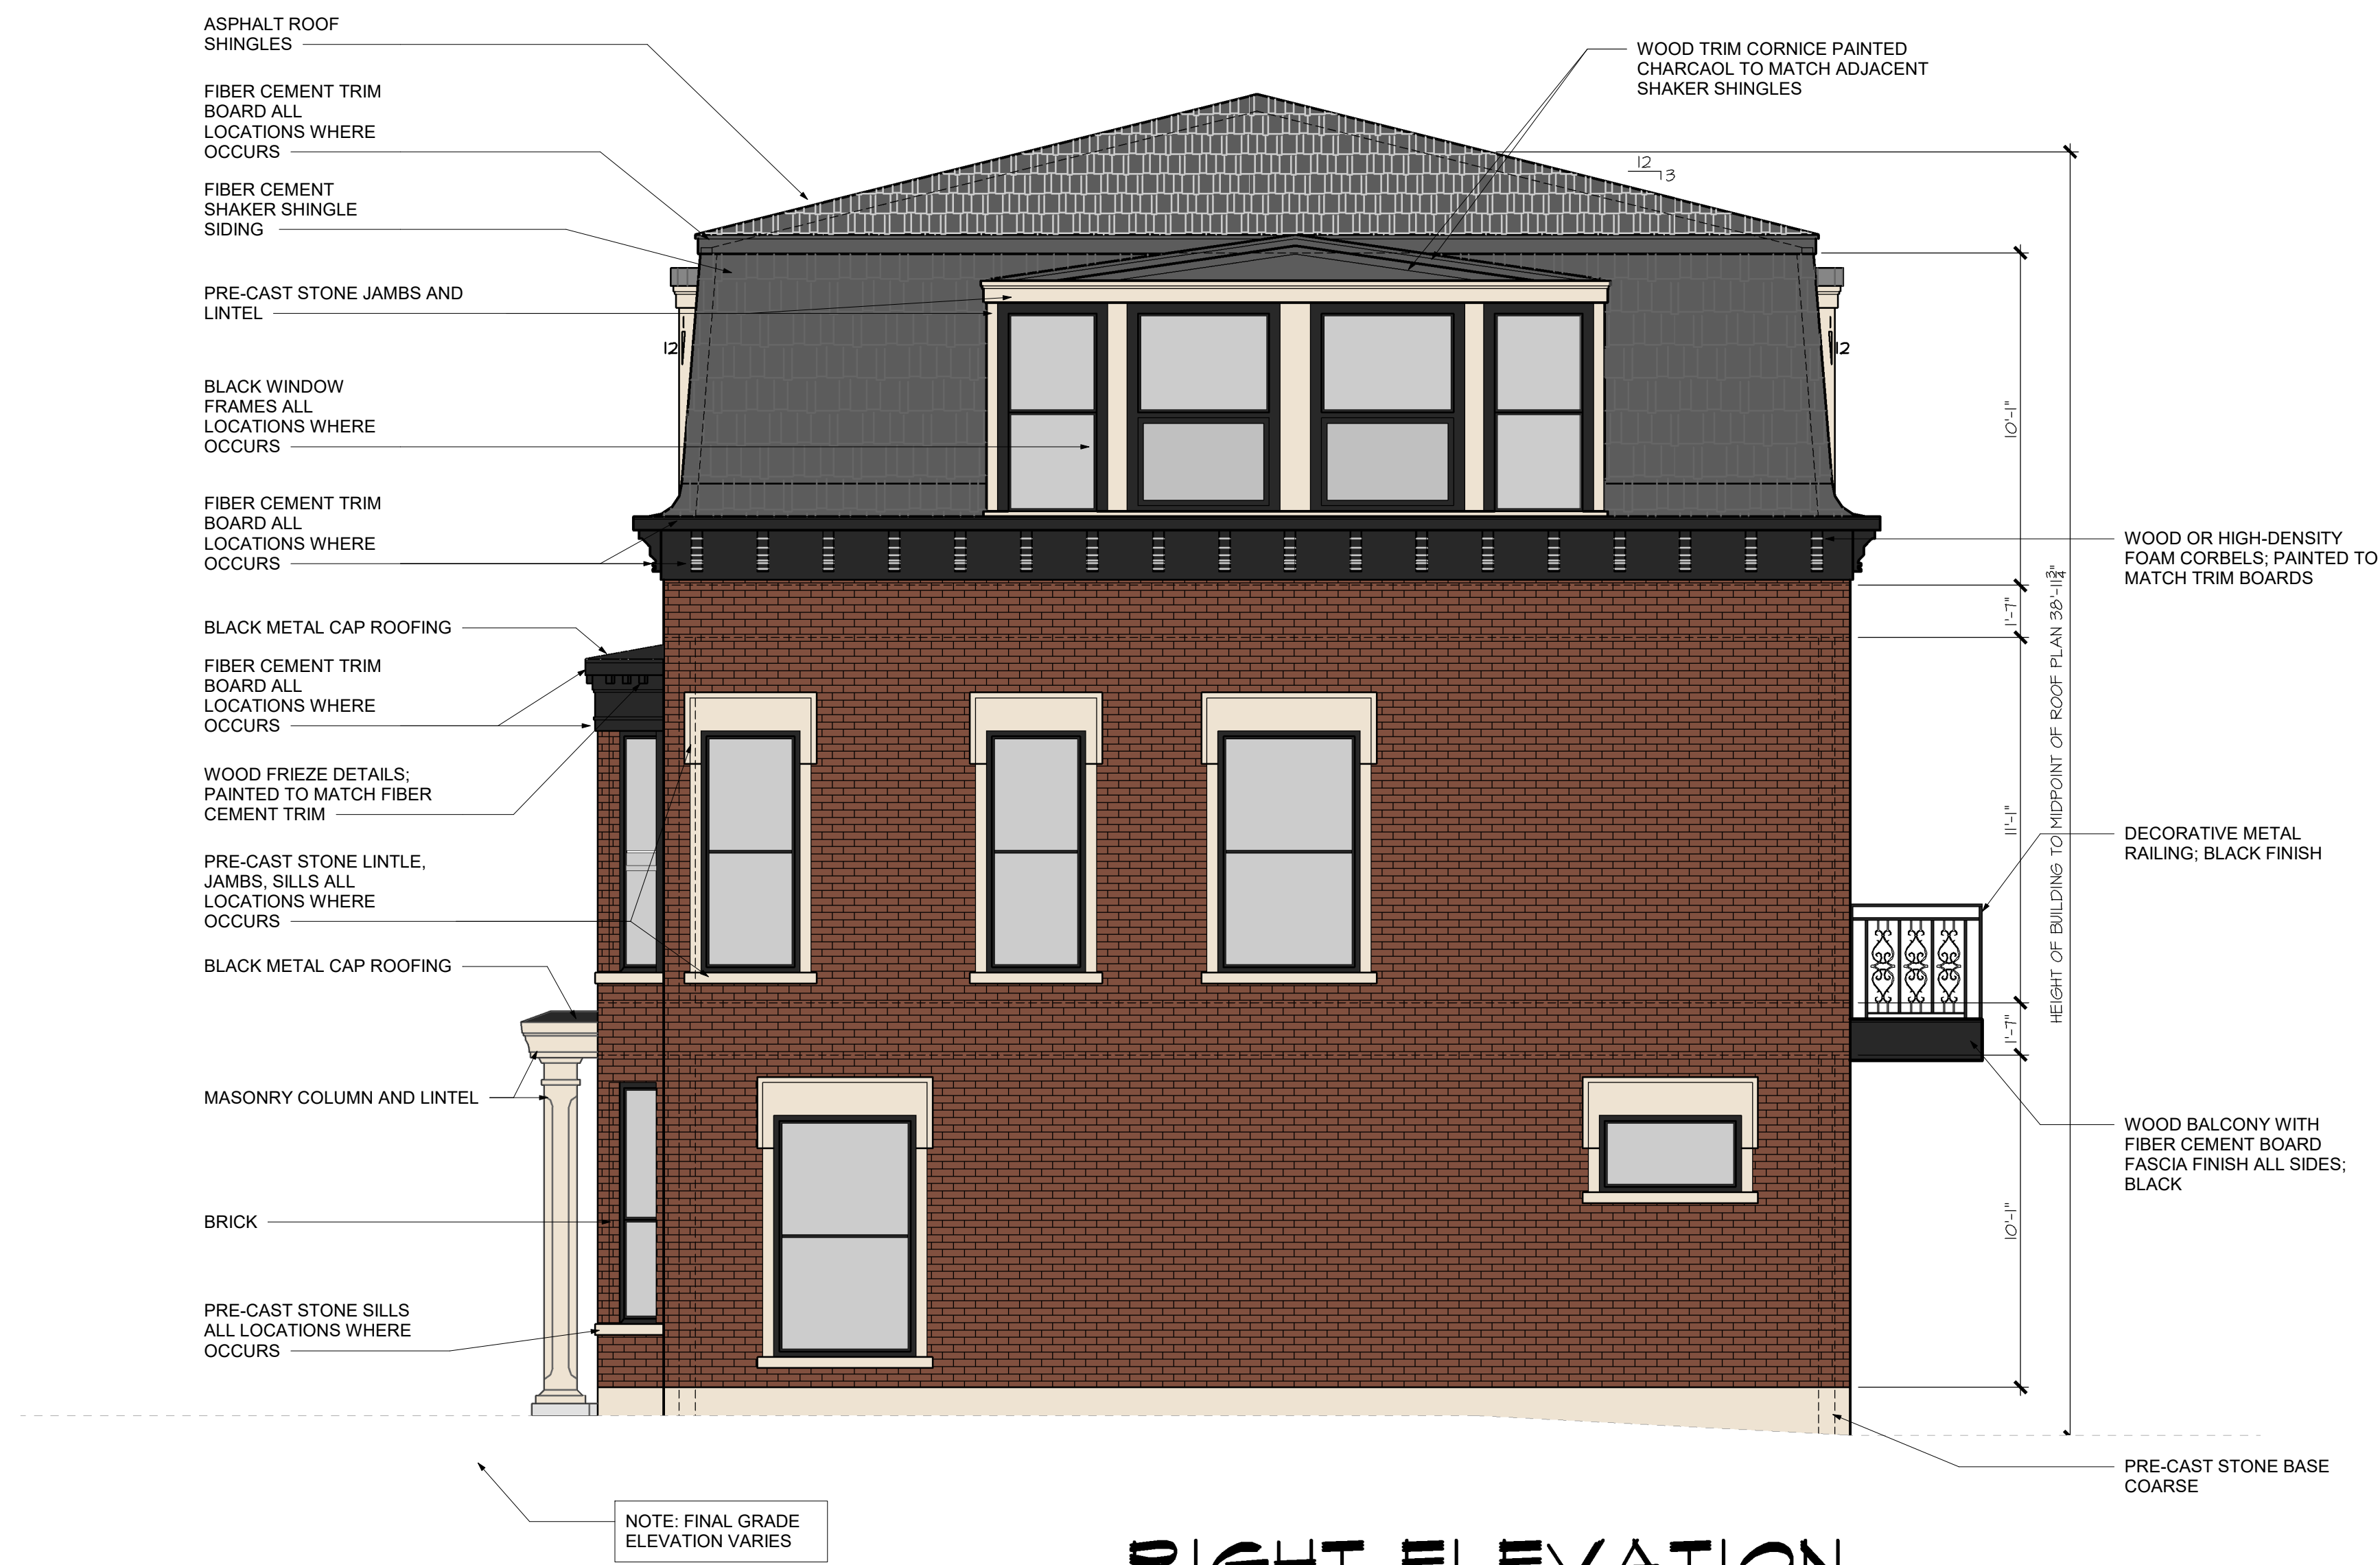 ASPHALT ROOF
SHINGLES
FIBER CEMENT TRIM
BOARD ALL
LOCATIONS WHERE
OCCURS
FIBER CEMENT
SHAKER SHINGLE
SIDING
PRE-CAST STONE JAMBS AND
LINTEL
BLACK WINDOW
FRAMES ALL
LOCATIONS WHERE
OCCURS
FIBER CEMENT TRIM
BOARD ALL
LOCATIONS WHERE
OCCURS
BLACK METAL CAP ROOFING
FIBER CEMENT TRIM
BOARD ALL
LOCATIONS WHERE
OCCURS
WOOD FRIEZE DETAILS;
PAINTED TO MATCH FIBER
CEMENT TRIM
PRE-CAST STONE LINTLE,
JAMBS, SILLS ALL
LOCATIONS WHERE
OCCURS
BLACK METAL CAP ROOFING
MASONRY COLUMN AND LINTEL
BRICK
PRE-CAST STONE SILLS
ALL LOCATIONS WHERE
OCCURS
NOTE: FINAL GRADE
ELEVATION VARIES
12
12
WOOD TRIM CORNICE PAINTED
CHARCAOL TO MATCH ADJACENT
SHAKER SHINGLES
12
3
10'-1"
1'-7"
11'-1"
1'-7"
10'-1"
HEIGHT OF BUILDING TO MIDPOINT OF ROOF PLAN 38'-11¾"
WOOD OR HIGH-DENSITY
FOAM CORBELS; PAINTED TO
MATCH TRIM BOARDS
DECORATIVE METAL
RAILING; BLACK FINISH
WOOD BALCONY WITH
FIBER CEMENT BOARD
FASCIA FINISH ALL SIDES;
BLACK
PRE-CAST STONE BASE
COARSE
RIGHT ELEVATION